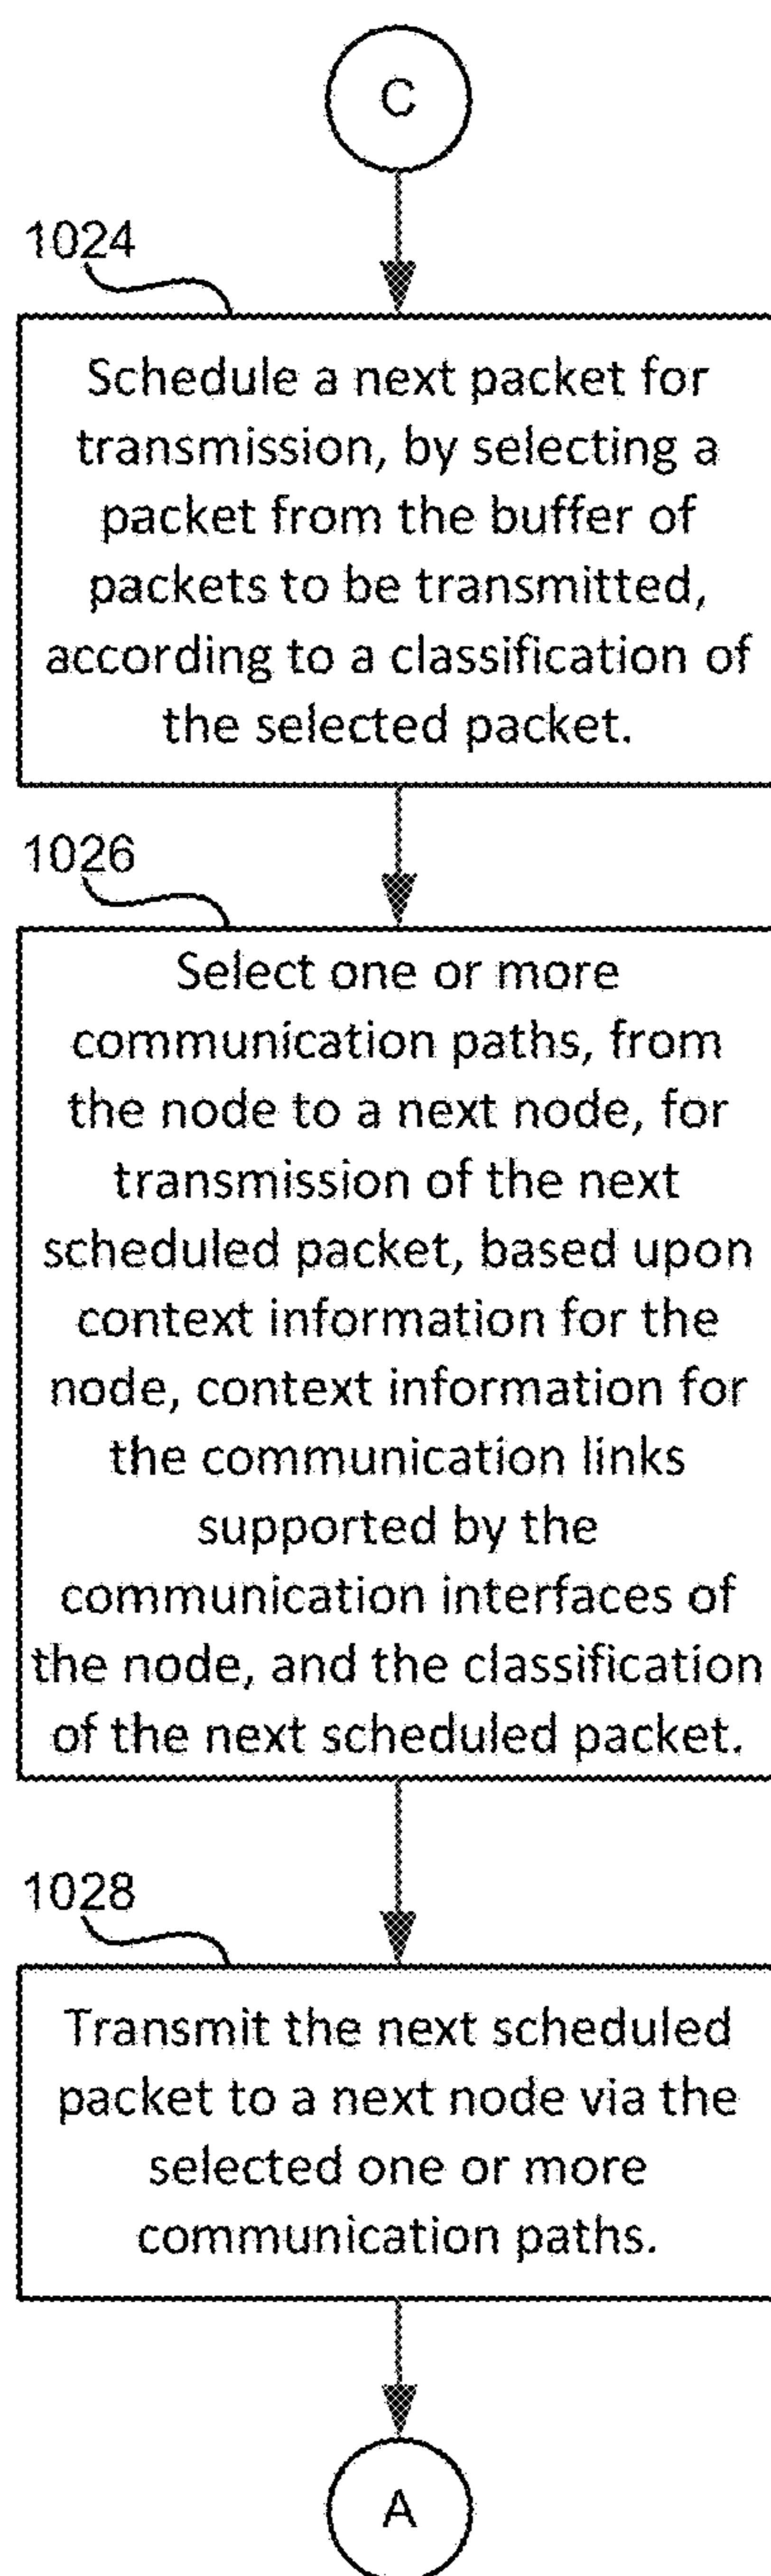 C
1024
Schedule a next packet for
transmission, by selecting a
packet from the buffer of
packets to be transmitted,
according to a classification of
the selected packet.
1026
Select one or more
communication paths, from
the node to a next node, for
transmission of the next
scheduled packet, based upon
context information for the
node, context information for
the communication links
supported by the
communication interfaces of
the node, and the classification
of the next scheduled packet.
1028
Transmit the next scheduled
packet to a next node via the
selected one or more
communication paths.
A